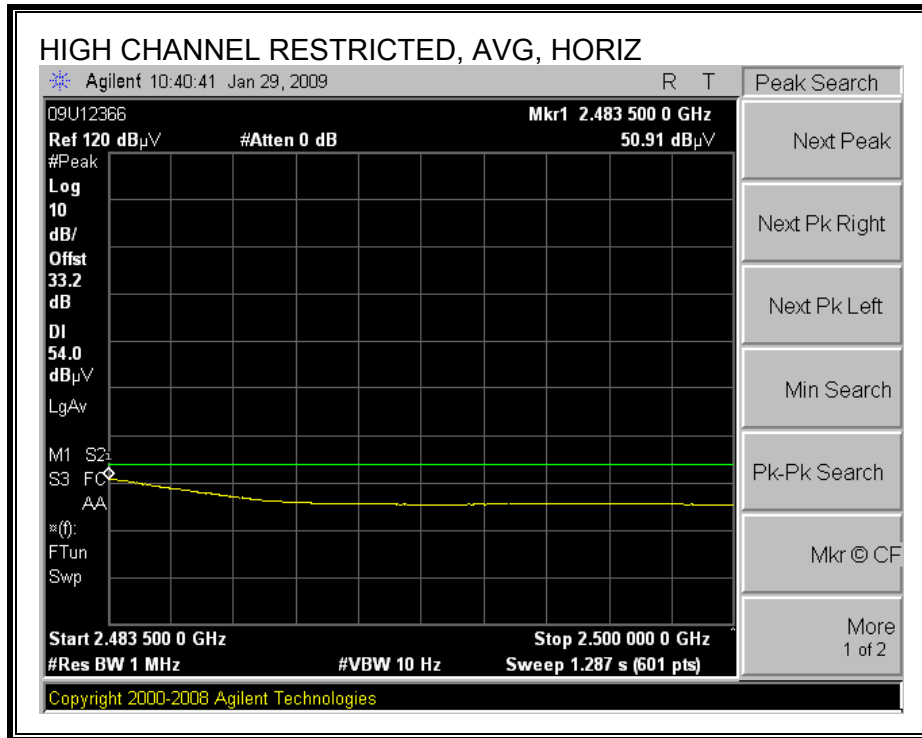 HIGH CHANNEL RESTRICTED, AVG, HORIZ
Agilent 10:40:41 Jan 29, 2009 R T
Peak Search
09U12366 Mkr1 2.483 500 0 GHz
Ref 120 dBµV #Atten 0 dB 50.91 dBµV
#Peak
Log
10
dB/
Offst
33.2
dB
DI
54.0
dBµV
LgAv
M1 S2
S3 FC
AA
¤(f):
FTun
Swp
1
Start 2.483 500 0 GHz Stop 2.500 000 0 GHz
#Res BW 1 MHz #VBW 10 Hz Sweep 1.287 s (601 pts)
Copyright 2000-2008 Agilent Technologies
Next Peak
Next Pk Right
Next Pk Left
Min Search
Pk-Pk Search
Mkr © CF
More
1 of 2